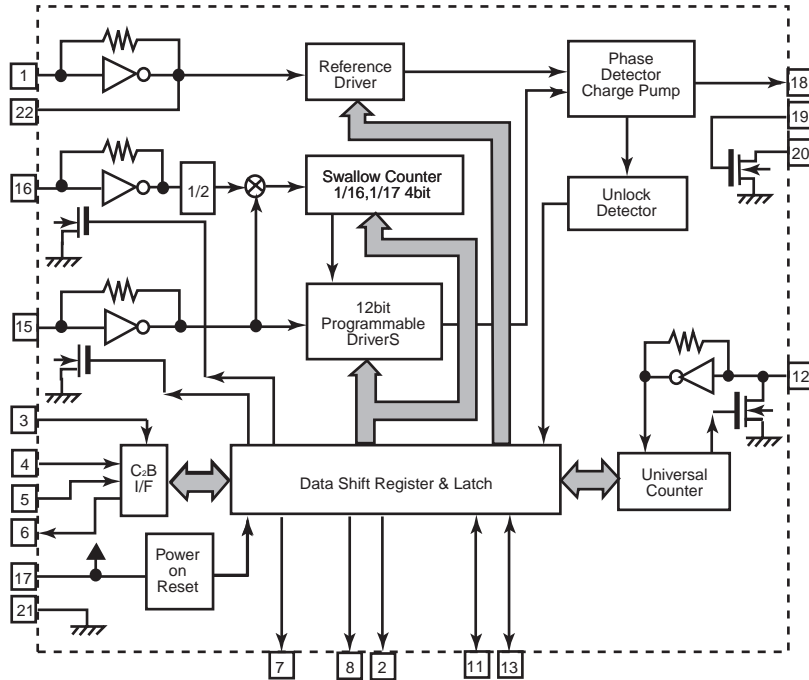 1
22
16
15
3
4
5
6
17
21
Reference
Driver
Phase
Detector
Charge Pump
18
19
20
1/2
Swallow Counter
1/16,1/17 4bit
Unlock
Detector
12bit
Programmable
DriverS
12
C2B
I/F
Data Shift Register & Latch
Universal
Counter
Power
on
Reset
7
8
2
11
13